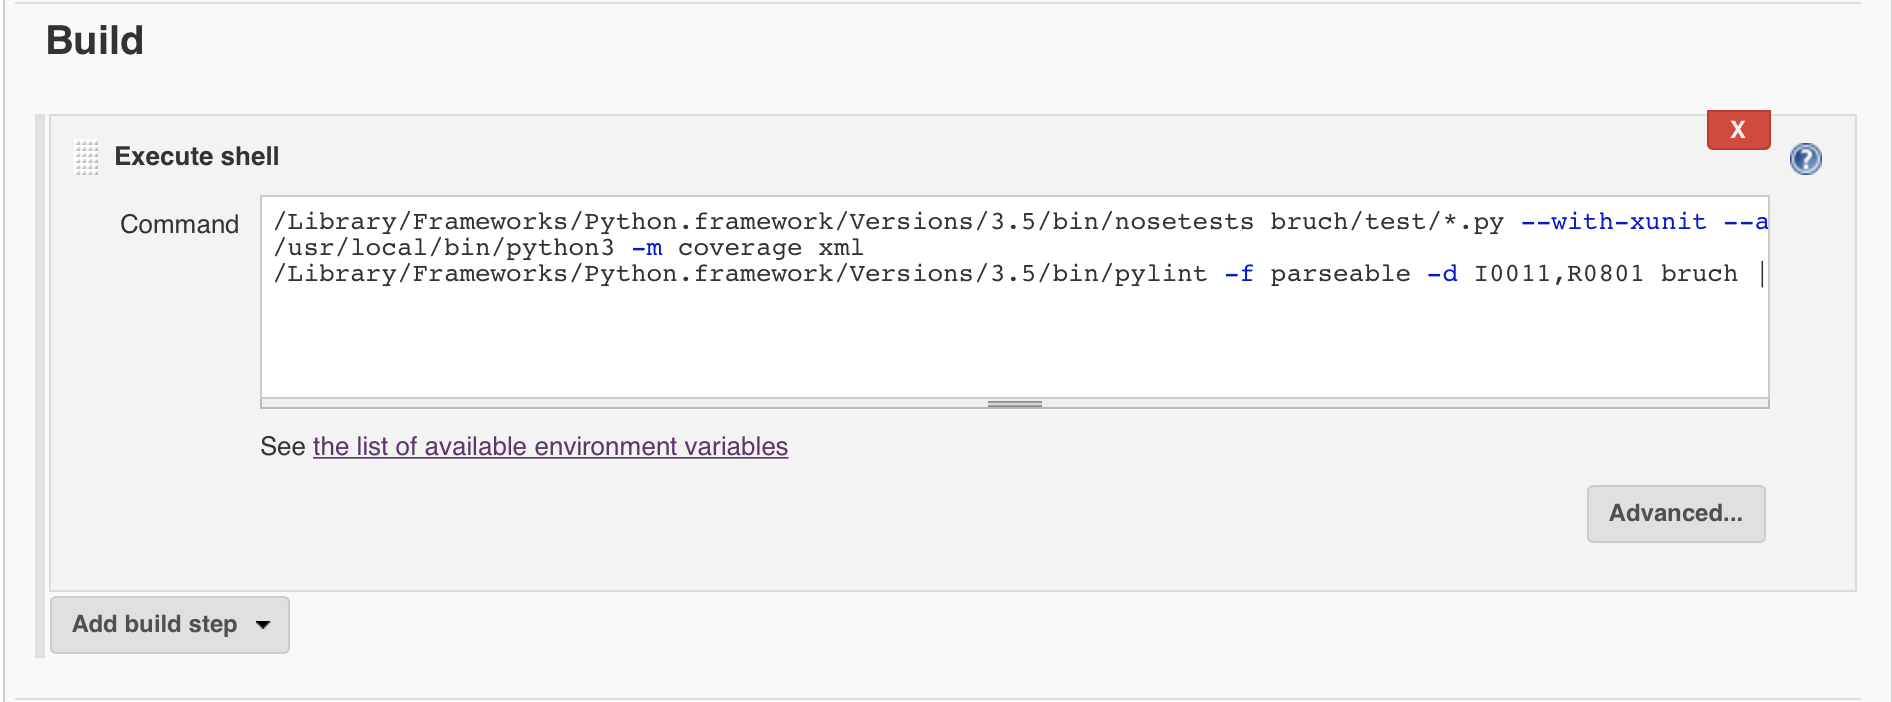 Build
X
Execute shell
?
Command
/Library/Frameworks/Python.framework/Versions/3.5/bin/nosetests bruch/test/*.py --with-xunit --a
/usr/local/bin/python3 -m coverage xml
/Library/Frameworks/Python.framework/Versions/3.5/bin/pylint -f parseable -d I0011,R0801 bruch |
See the list of available environment variables
Advanced...
Add build step